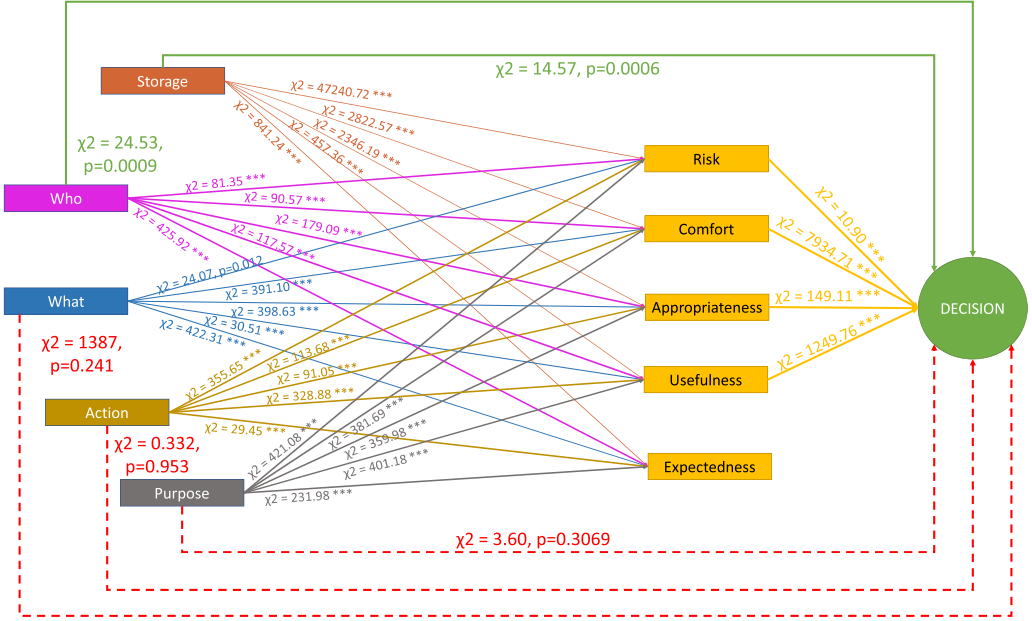 Storage
χ2 = 14.57, p=0.0006
χ2 = 47240.72 ***
χ2 = 2822.57 ***
χ2 = 2346.19 ***
χ2 = 457.36 ***
χ2 = 841.24 ***
χ2 = 24.53,
p=0.0009
Who
χ2 = 81.35 ***
χ2 = 90.57 ***
χ2 = 179.09 ***
χ2 = 117.57 ***
χ2 = 425.92 ***
What
χ2 = 24.07, p=0.012
χ2 = 391.10 ***
χ2 = 398.63 ***
χ2 = 30.51 ***
χ2 = 422.31 ***
χ2 = 1387,
p=0.241
Action
χ2 = 355.65 ***
χ2 = 113.68 ***
χ2 = 91.05 ***
χ2 = 328.88 ***
χ2 = 29.45 ***
χ2 = 0.332,
p=0.953
Purpose
χ2 = 421.08 ***
χ2 = 381.69 ***
χ2 = 359.98 ***
χ2 = 401.18 ***
χ2 = 231.98 ***
χ2 = 3.60, p=0.3069
Risk
Comfort
Appropriateness
Usefulness
Expectedness
χ2 = 10.90 ***
χ2 = 7934.71 ***
χ2 = 149.11 ***
χ2 = 1249.76 ***
DECISION